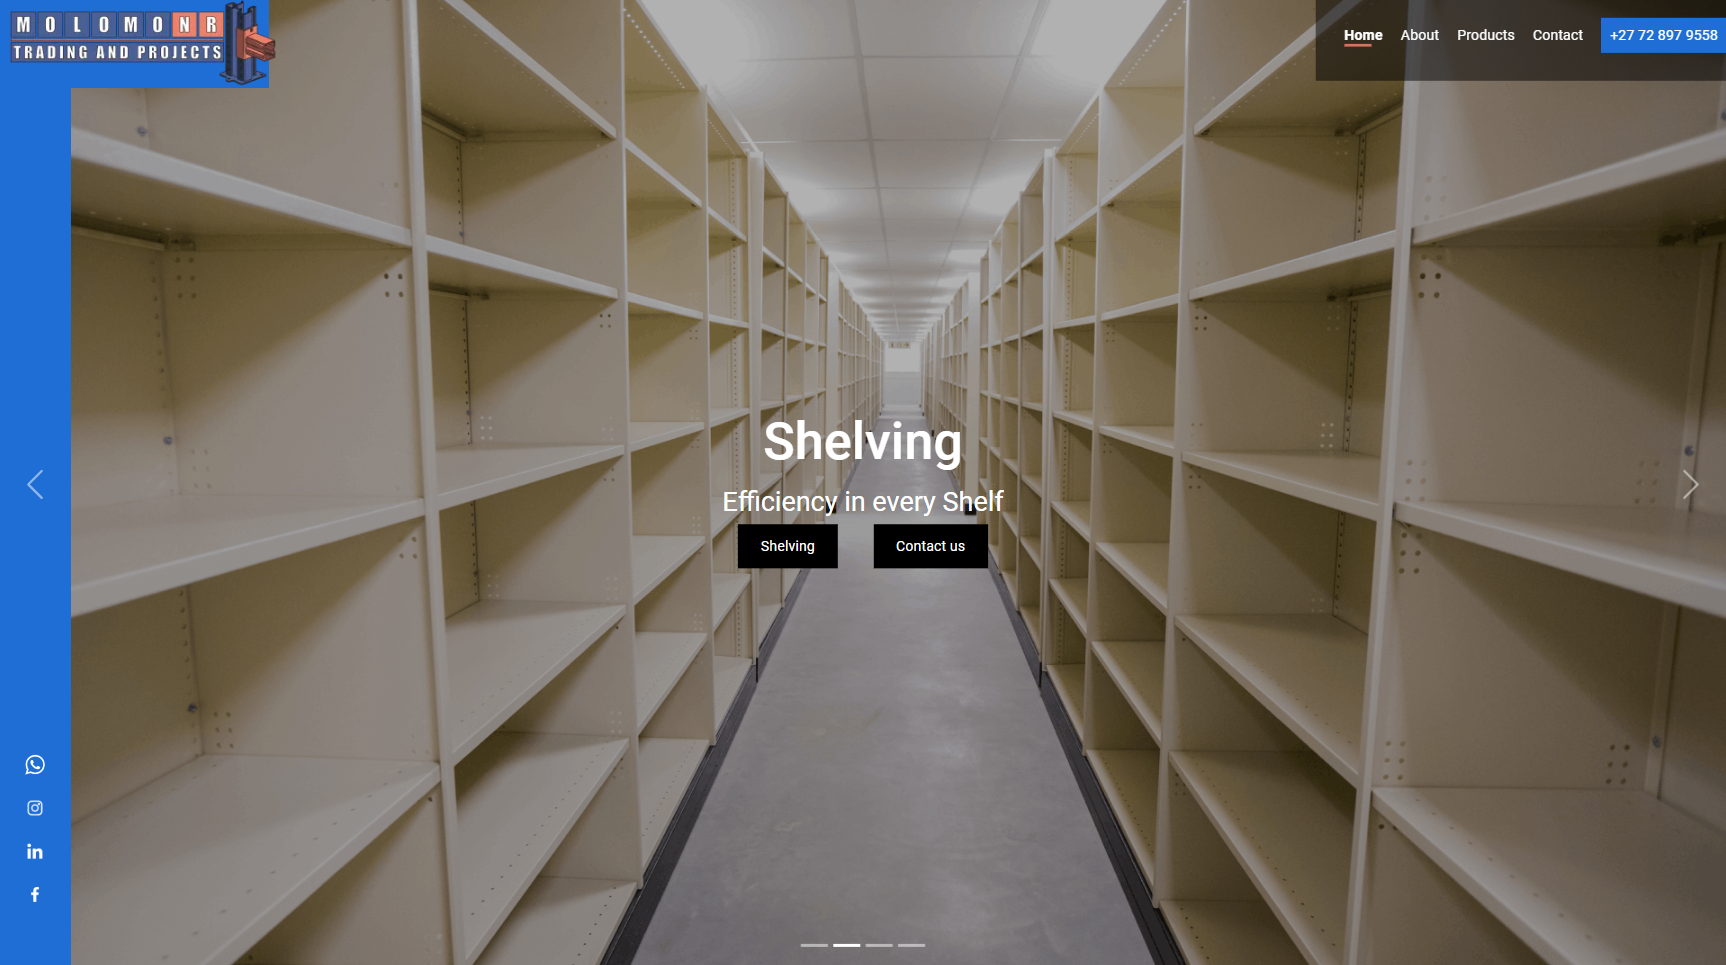 MOLOMONR
TRADING AND PROJECTS
Home About Products Contact +27 72 897 9558
Shelving
Efficiency in every Shelf
Shelving Contact us